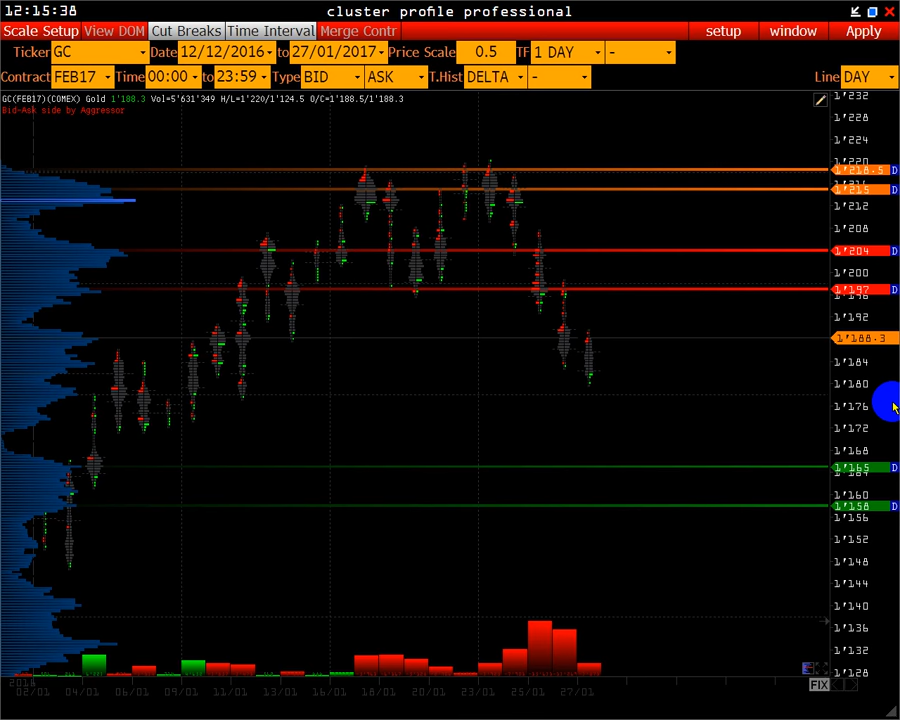 12:15:38 cluster profile professional
Scale Setup View DOM Cut Breaks Time Interval Merge Contr setup window Apply
Ticker GC Date 12/12/2016 to 27/01/2017 Price Scale 0.5 TF 1 DAY -
Contract FEB17 Time 00:00 to 23:59 Type BID ASK T.Hist DELTA - Line DAY
GC(FEB17)(COMEX) Gold 1'188.3 Vol=5'631'349 H/L=1'220/1'124.5 O/C=1'188.5/1'188.3
Bid-Ask side by Aggressor
1'232
1'228
1'224
1'220
1'218.5 D
1'215 D
1'212
1'208
1'204 D
1'200
1'197 D
1'192
1'188.3
1'184
1'180
1'176
1'172
1'168
1'165 D
1'160
1'158 D
1'156
1'152
1'148
1'144
1'140
1'136
1'132
1'128
FIX
02/01 04/01 06/01 09/01 11/01 13/01 16/01 18/01 20/01 23/01 25/01 27/01